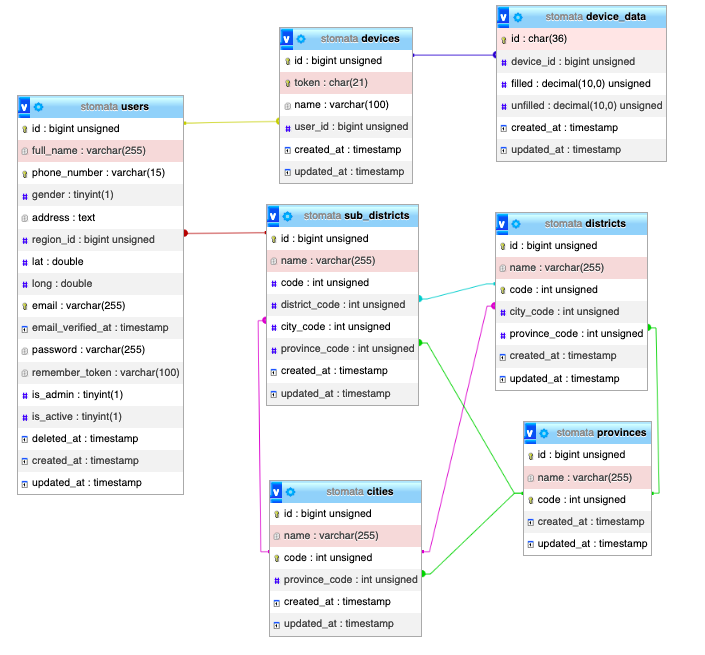 stomata devices
id : bigint unsigned
token : char(21)
name : varchar(100)
user_id : bigint unsigned
created_at : timestamp
updated_at : timestamp
stomata device_data
id : char(36)
device_id : bigint unsigned
filled : decimal(10,0) unsigned
unfilled : decimal(10,0) unsigned
created_at : timestamp
updated_at : timestamp
stomata users
id : bigint unsigned
full_name : varchar(255)
phone_number : varchar(15)
gender : tinyint(1)
address : text
region_id : bigint unsigned
lat : double
long : double
email : varchar(255)
email_verified_at : timestamp
password : varchar(255)
remember_token : varchar(100)
is_admin : tinyint(1)
is_active : tinyint(1)
deleted_at : timestamp
created_at : timestamp
updated_at : timestamp
stomata sub_districts
id : bigint unsigned
name : varchar(255)
code : int unsigned
district_code : int unsigned
city_code : int unsigned
province_code : int unsigned
created_at : timestamp
updated_at : timestamp
stomata districts
id : bigint unsigned
name : varchar(255)
code : int unsigned
city_code : int unsigned
province_code : int unsigned
created_at : timestamp
updated_at : timestamp
stomata provinces
id : bigint unsigned
name : varchar(255)
code : int unsigned
created_at : timestamp
updated_at : timestamp
stomata cities
id : bigint unsigned
name : varchar(255)
code : int unsigned
province_code : int unsigned
created_at : timestamp
updated_at : timestamp